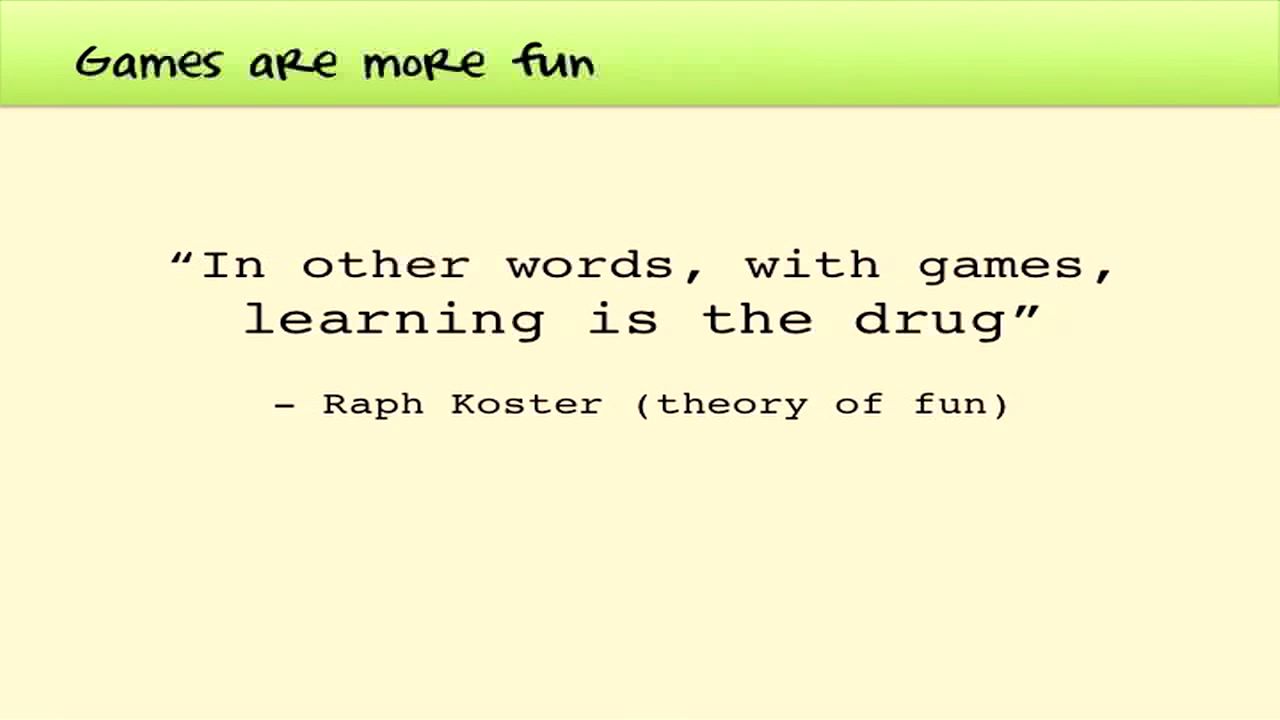 Games are more fun
“In other words, with games,
learning is the drug”
– Raph Koster (theory of fun)